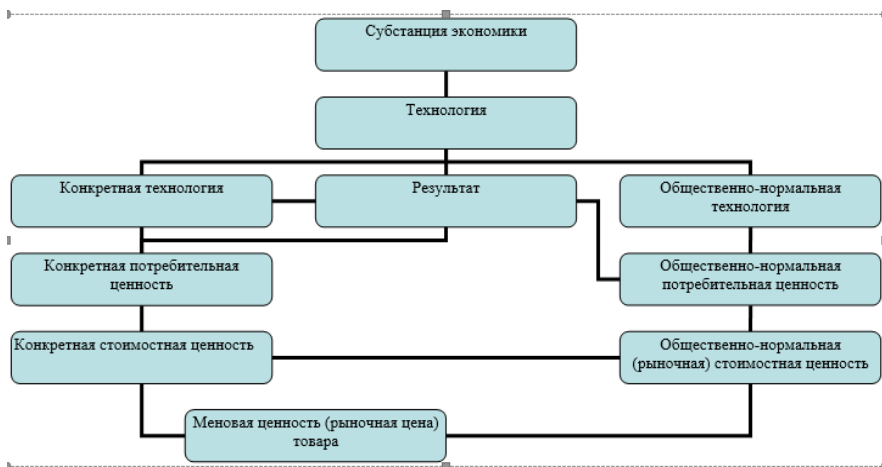 Субстанция экономики
Технология
Конкретная технология
Результат
Общественно-нормальная
технология
Конкретная потребительная
ценность
Общественно-нормальная
потребительная ценность
Конкретная стоимостная ценность
Общественно-нормальная
(рыночная) стоимостная ценность
Меновая ценность (рыночная цена)
товара